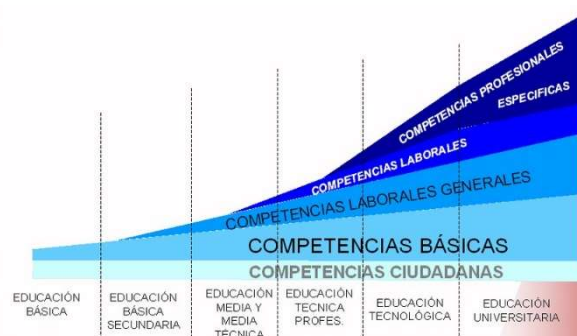 COMPETENCIAS PROFESIONALES
ESPECIFICAS
COMPETENCIAS LABORALES
COMPETENCIAS LABORALES GENERALES
COMPETENCIAS BÁSICAS
COMPETENCIAS CIUDADANAS
EDUCACIÓN
BÁSICA
EDUCACIÓN
BÁSICA
SECUNDARIA
EDUCACIÓN
MEDIA Y
MEDIA
TÉCNICA
EDUCACIÓN
TECNICA
PROFES.
EDUCACIÓN
TECNOLÓGICA
EDUCACIÓN
UNIVERSITARIA